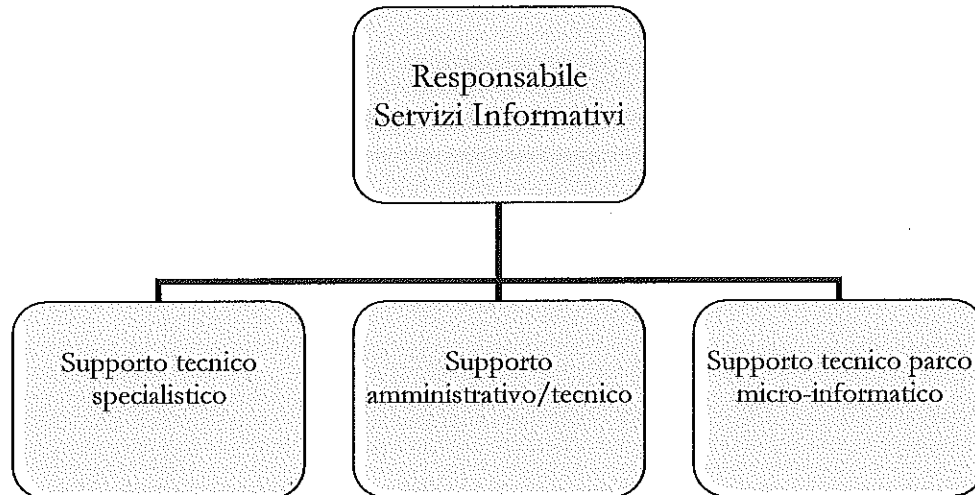 Responsabile
Servizi Informativi
Supporto tecnico
specialistico
Supporto
amministrativo/tecnico
Supporto tecnico parco
micro-informatico